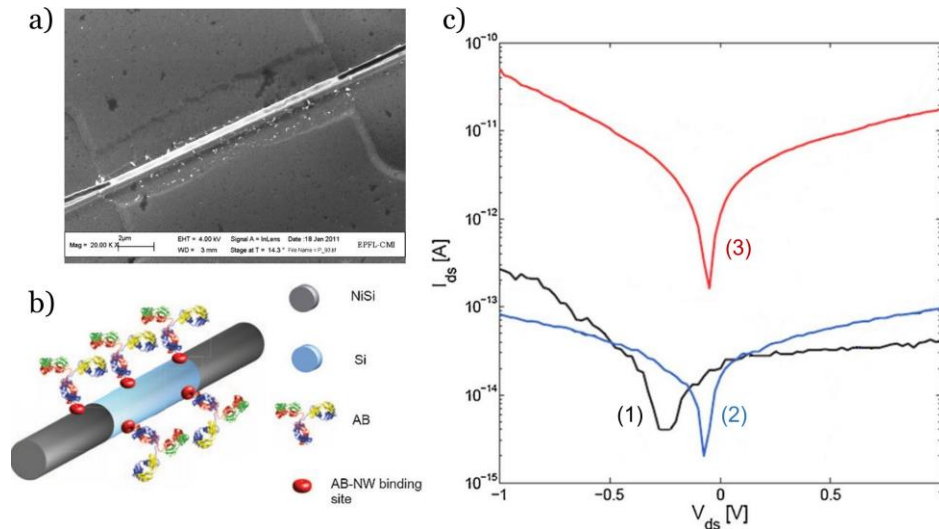 a)
Mag = 20.00 K X
2µm
EHT = 4.00 kV
Signal A = InLens
Date :18 Jan 2011
WD = 3 mm
Stage at T = 14.3 °
EPFL-CMI
b)
NiSi
Si
AB
AB-NW binding
site
c)
10⁻¹⁰
10⁻¹¹
10⁻¹²
10⁻¹³
10⁻¹⁴
10⁻¹⁵
I_ds [A]
(3)
(1)
(2)
−1
−0.5
0
0.5
V_ds [V]